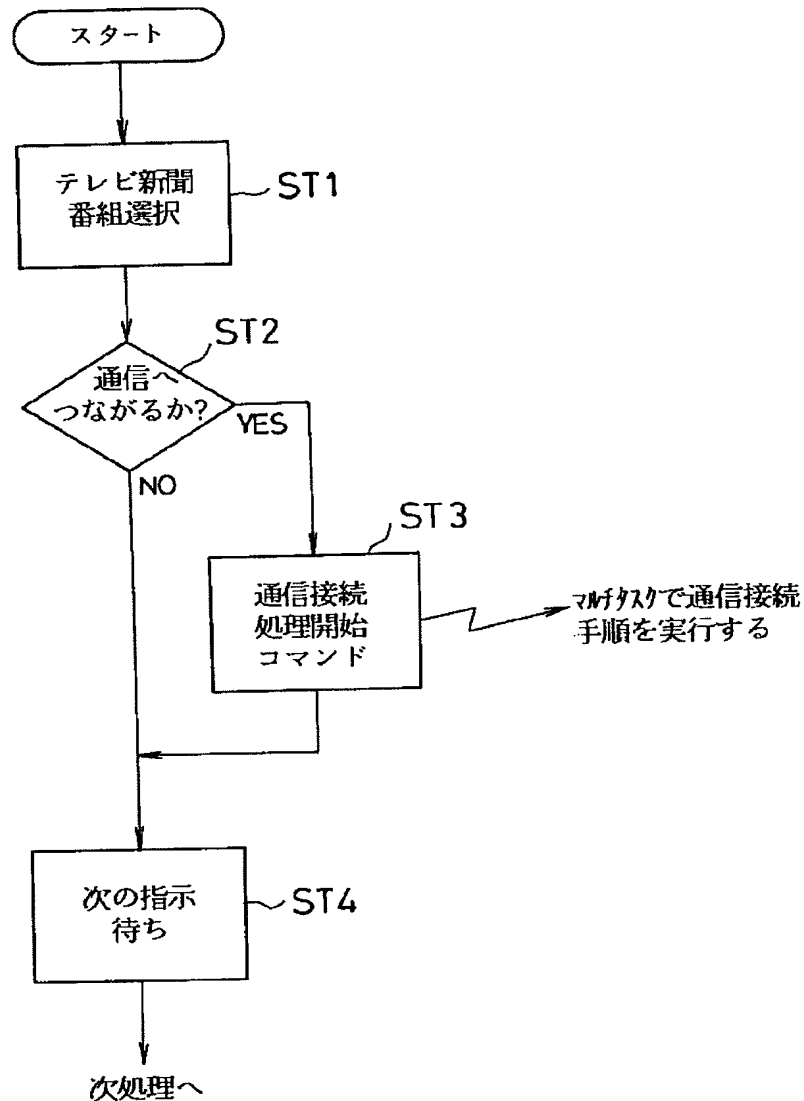 スタート
テレビ新聞
番組選択
ST1
ST2
通信へ
つながるか?
YES
NO
ST3
通信接続
処理開始
コマンド
マルチタスクで通信接続
手順を実行する
次の指示
待ち
ST4
次処理へ